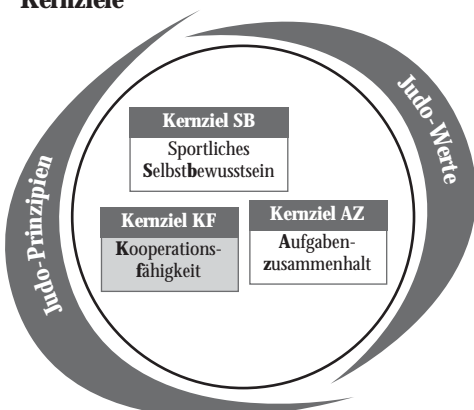 Kernziele
Judo-Prinzipien
Judo-Werte
Kernziel SB
Sportliches
Selbstbewusstsein
Kernziel KF
Kooperations-
fähigkeit
Kernziel AZ
Aufgaben-
zusammenhalt